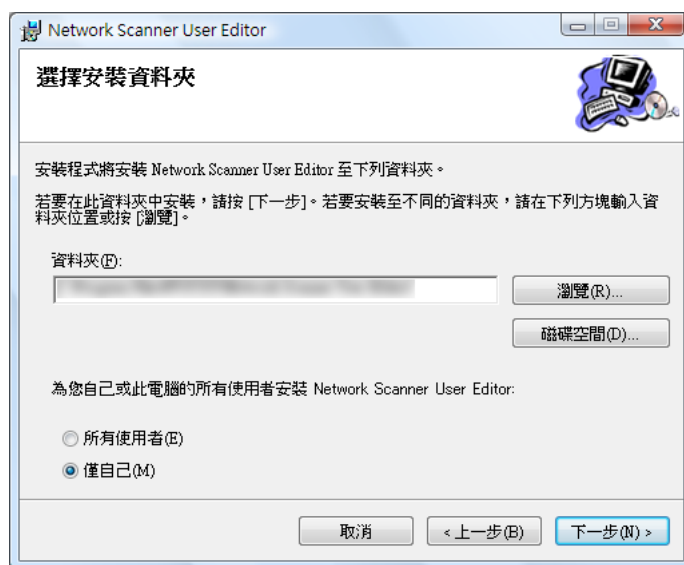 Network Scanner User Editor
選擇安裝資料夾
安裝程式將安裝 Network Scanner User Editor 至下列資料夾。
若要在此資料夾中安裝，請按 [下一步]。若要安裝至不同的資料夾，請在下列方塊輸入資
料夾位置或按 [瀏覽]。
資料夾(F):
瀏覽(R)...
磁碟空間(D)...
為您自己或此電腦的所有使用者安裝 Network Scanner User Editor:
所有使用者(E)
僅自己(M)
取消
<上一步(B)
下一步(N) >